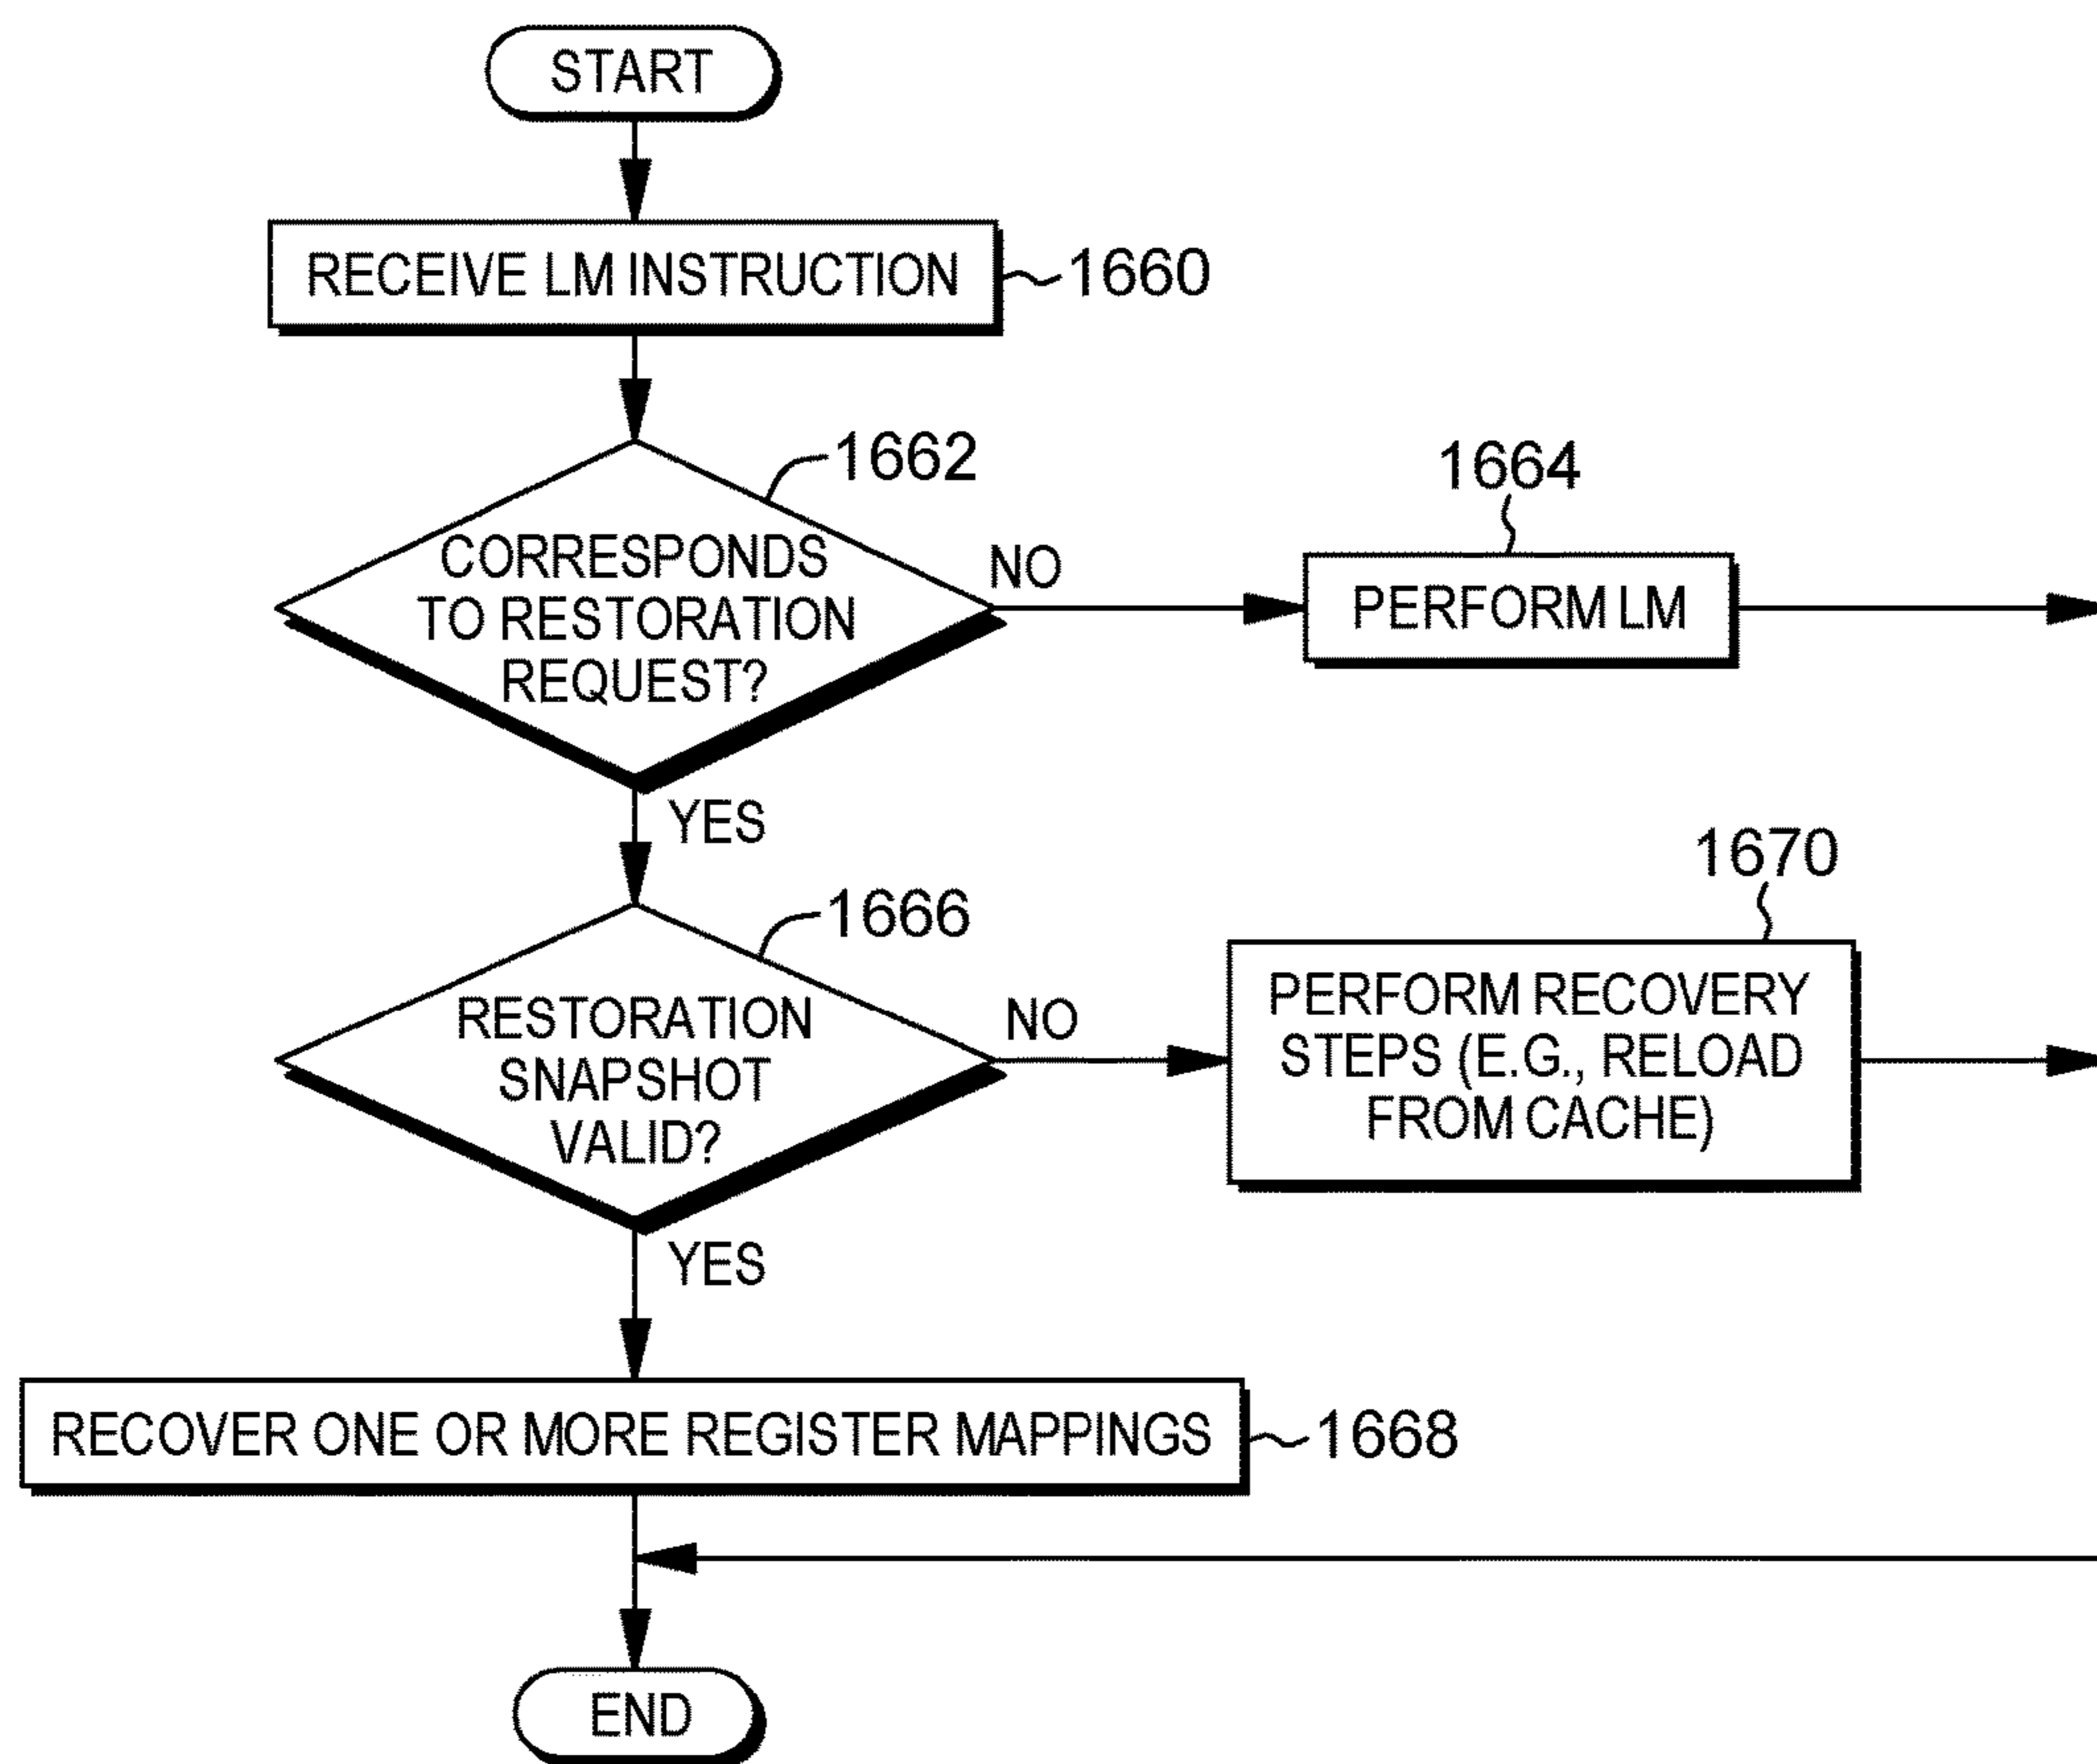 START
RECEIVE LM INSTRUCTION
1660
1662
CORRESPONDS
TO RESTORATION
REQUEST?
NO
1664
PERFORM LM
YES
1666
RESTORATION
SNAPSHOT
VALID?
NO
1670
PERFORM RECOVERY
STEPS (E.G., RELOAD
FROM CACHE)
YES
RECOVER ONE OR MORE REGISTER MAPPINGS
1668
END